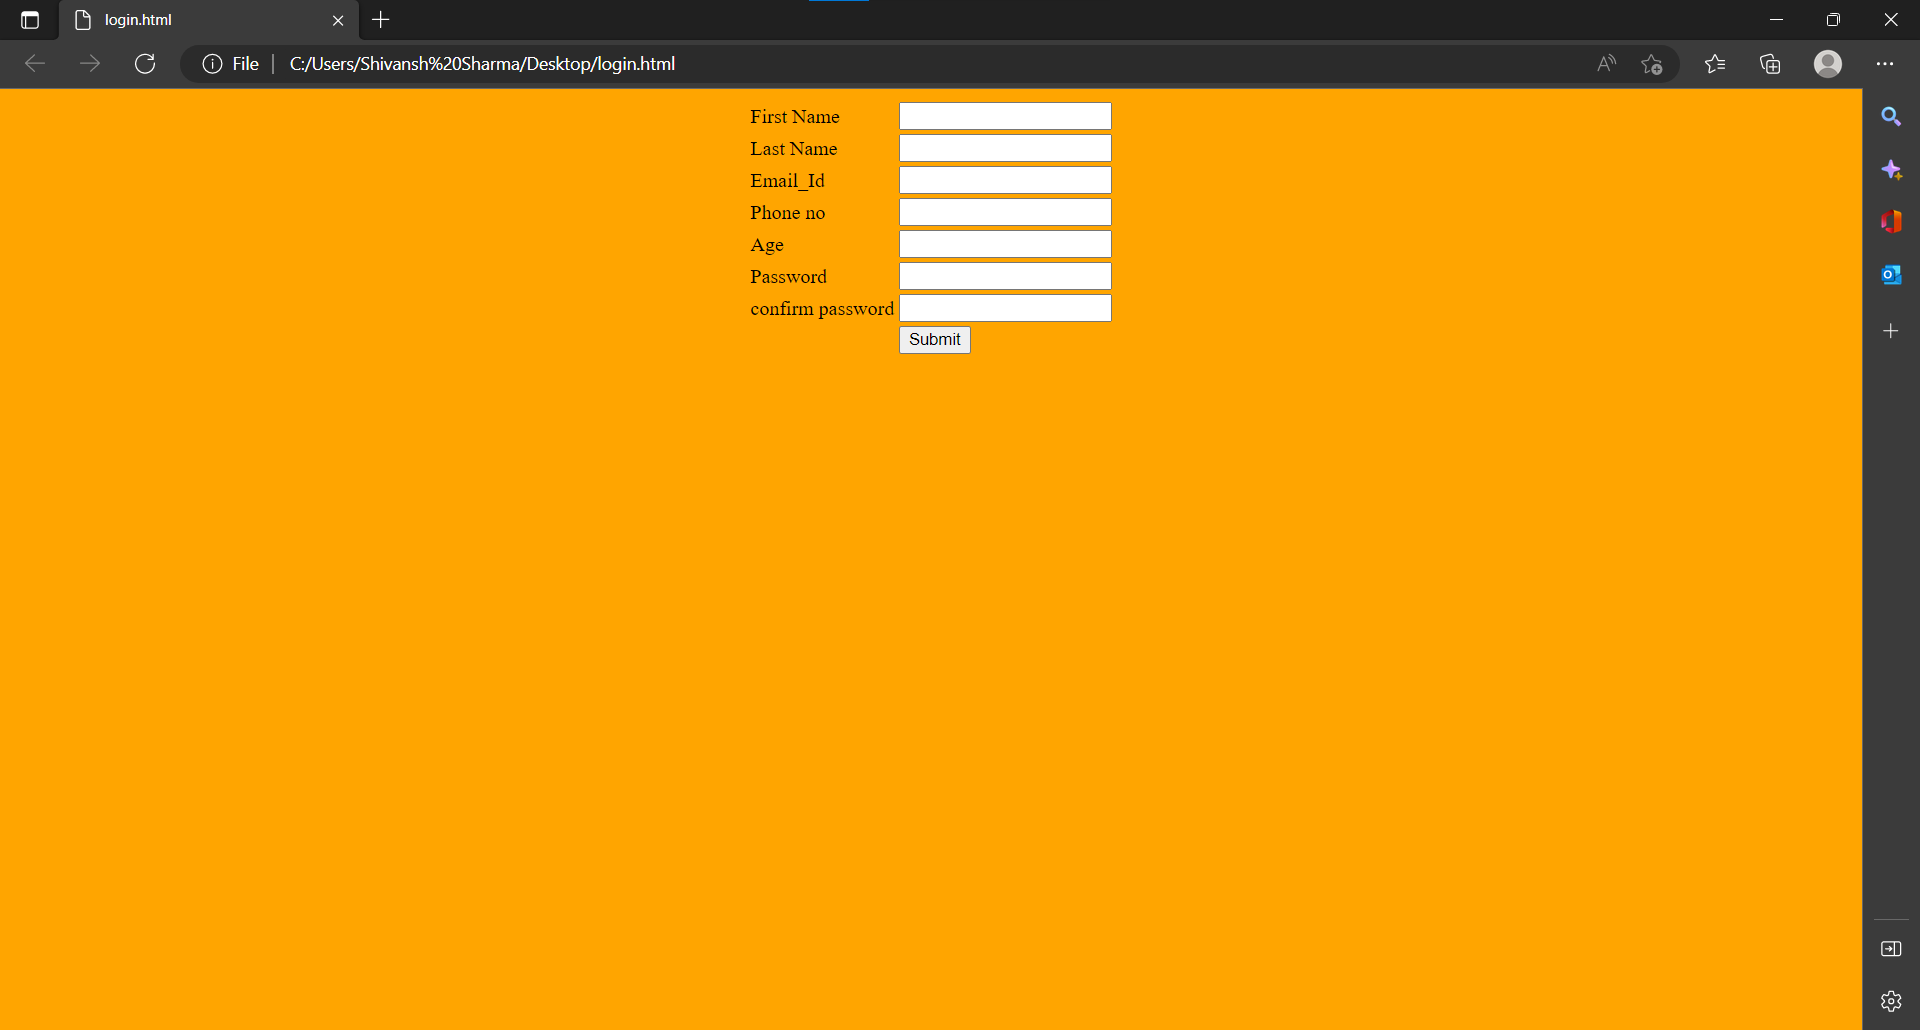 login.html
File C:/Users/Shivansh%20Sharma/Desktop/login.html
First Name
Last Name
Email_Id
Phone no
Age
Password
confirm password
Submit